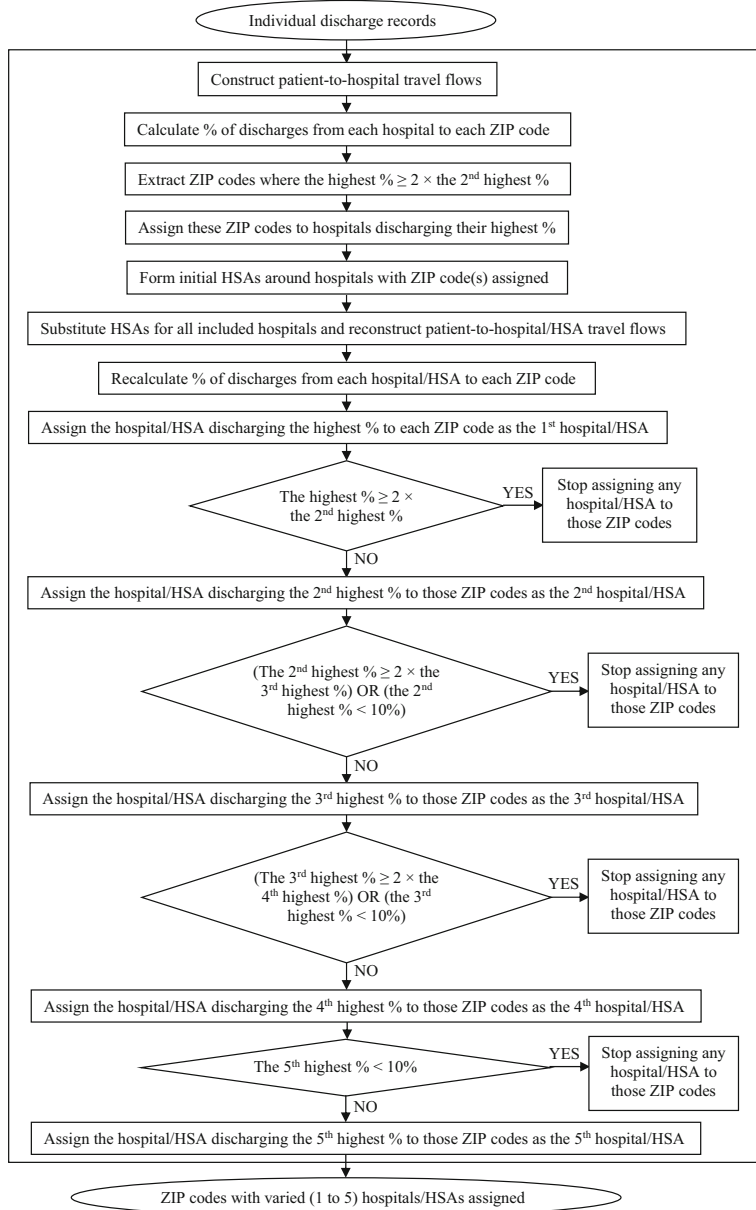 Individual discharge records
Construct patient-to-hospital travel flows
Calculate % of discharges from each hospital to each ZIP code
Extract ZIP codes where the highest % ≥ 2 × the 2nd highest %
Assign these ZIP codes to hospitals discharging their highest %
Form initial HSAs around hospitals with ZIP code(s) assigned
Substitute HSAs for all included hospitals and reconstruct patient-to-hospital/HSA travel flows
Recalculate % of discharges from each hospital/HSA to each ZIP code
Assign the hospital/HSA discharging the highest % to each ZIP code as the 1st hospital/HSA
The highest % ≥ 2 ×
the 2nd highest %
YES
Stop assigning any
hospital/HSA to
those ZIP codes
NO
Assign the hospital/HSA discharging the 2nd highest % to those ZIP codes as the 2nd hospital/HSA
(The 2nd highest % ≥ 2 × the
3rd highest %) OR (the 2nd
highest % < 10%)
YES
Stop assigning any
hospital/HSA to
those ZIP codes
NO
Assign the hospital/HSA discharging the 3rd highest % to those ZIP codes as the 3rd hospital/HSA
(The 3rd highest % ≥ 2 × the
4th highest %) OR (the 3rd
highest % < 10%)
YES
Stop assigning any
hospital/HSA to
those ZIP codes
NO
Assign the hospital/HSA discharging the 4th highest % to those ZIP codes as the 4th hospital/HSA
The 5th highest % < 10%
YES
Stop assigning any
hospital/HSA to
those ZIP codes
NO
Assign the hospital/HSA discharging the 5th highest % to those ZIP codes as the 5th hospital/HSA
ZIP codes with varied (1 to 5) hospitals/HSAs assigned